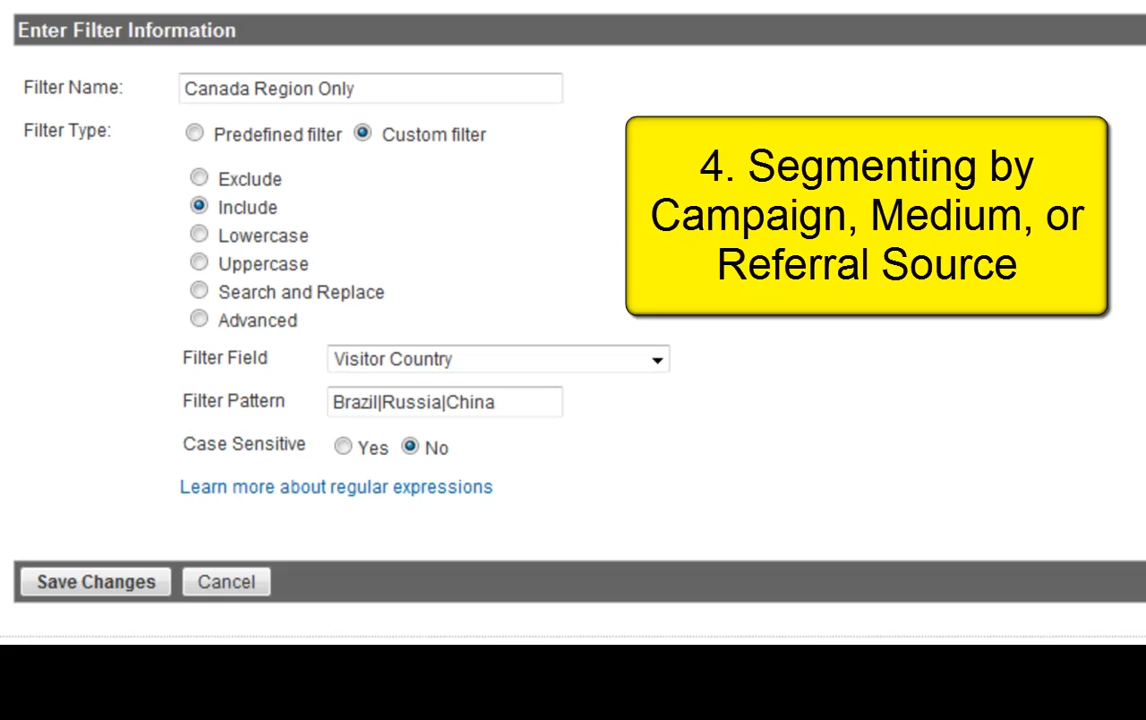 Enter Filter Information
Filter Name: Canada Region Only
Filter Type: Predefined filter Custom filter
Exclude
Include
Lowercase
Uppercase
Search and Replace
Advanced
4. Segmenting by
Campaign, Medium, or
Referral Source
Filter Field Visitor Country
Filter Pattern Brazil|Russia|China
Case Sensitive Yes No
Learn more about regular expressions
Save Changes Cancel